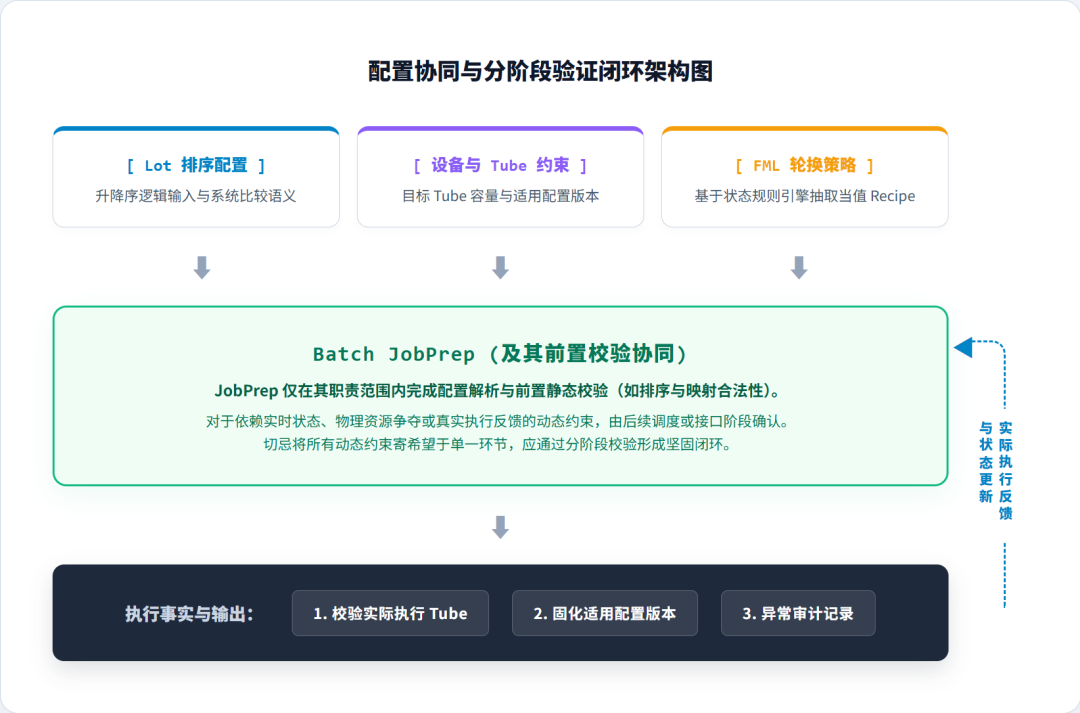 配置协同与分阶段验证闭环架构图
[ Lot 排序配置 ]
升降序逻辑输入与系统比较语义
[ 设备与 Tube 约束 ]
目标 Tube 容量与适用配置版本
[ FML 轮换策略 ]
基于状态规则引擎抽取当值 Recipe
Batch JobPrep (及其前置校验协同)
JobPrep 仅在其职责范围内完成配置解析与前置静态校验（如排序与映射合法性）。
对于依赖实时状态、物理资源争夺或真实执行反馈的动态约束，由后续调度或接口阶段确认。
切忌将所有动态约束寄希望于单一环节，应通过分阶段校验形成坚固闭环。
实际执行反馈
与状态更新
执行事实与输出：
1. 校验实际执行 Tube
2. 固化适用配置版本
3. 异常审计记录